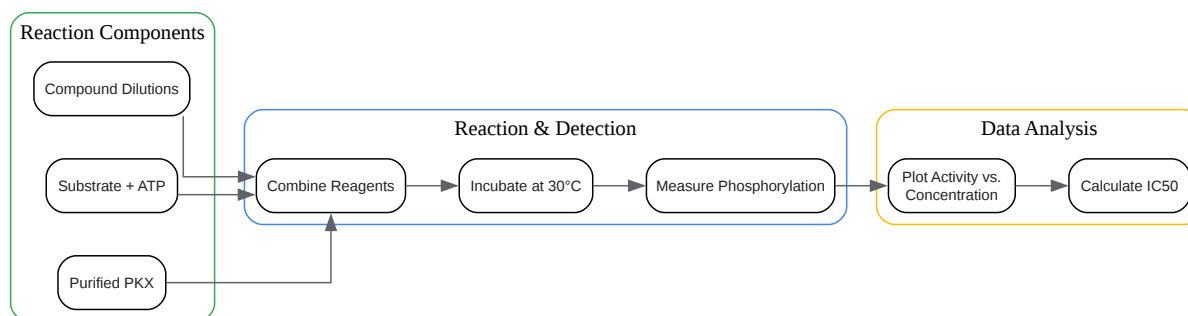 Reaction Components
Compound Dilutions
Substrate + ATP
Purified PKX
Reaction & Detection
Combine Reagents
Incubate at 30°C
Measure Phosphorylation
Data Analysis
Plot Activity vs.
Concentration
Calculate IC50